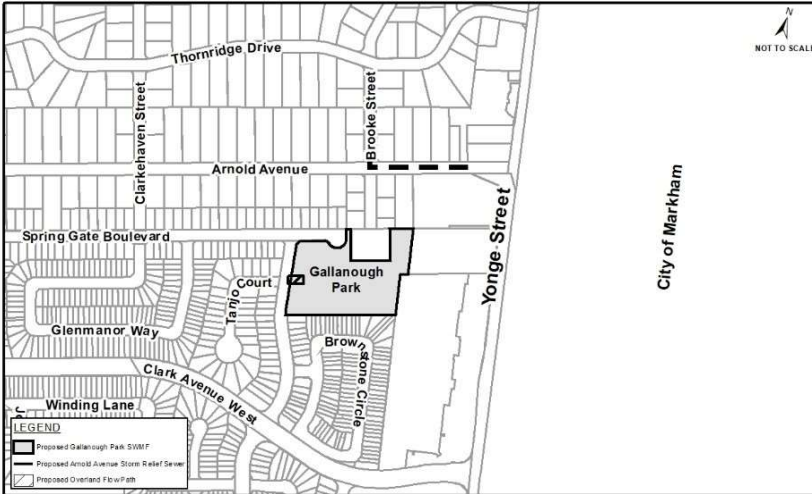 N
NOT TO SCALE
Thornridge Drive
Clarkehaven Street
Brooke Street
Arnold Avenue
City of Markham
Yonge Street
Spring Gate Boulevard
Gallanough
Park
Tanjo Court
Glenmanor Way
Brownstone Circle
Clark Avenue West
Winding Lane
LEGEND
Proposed Gallanough Park SWMF
Proposed Arnold Avenue Storm Relief Sewer
Proposed Overland Flow Path